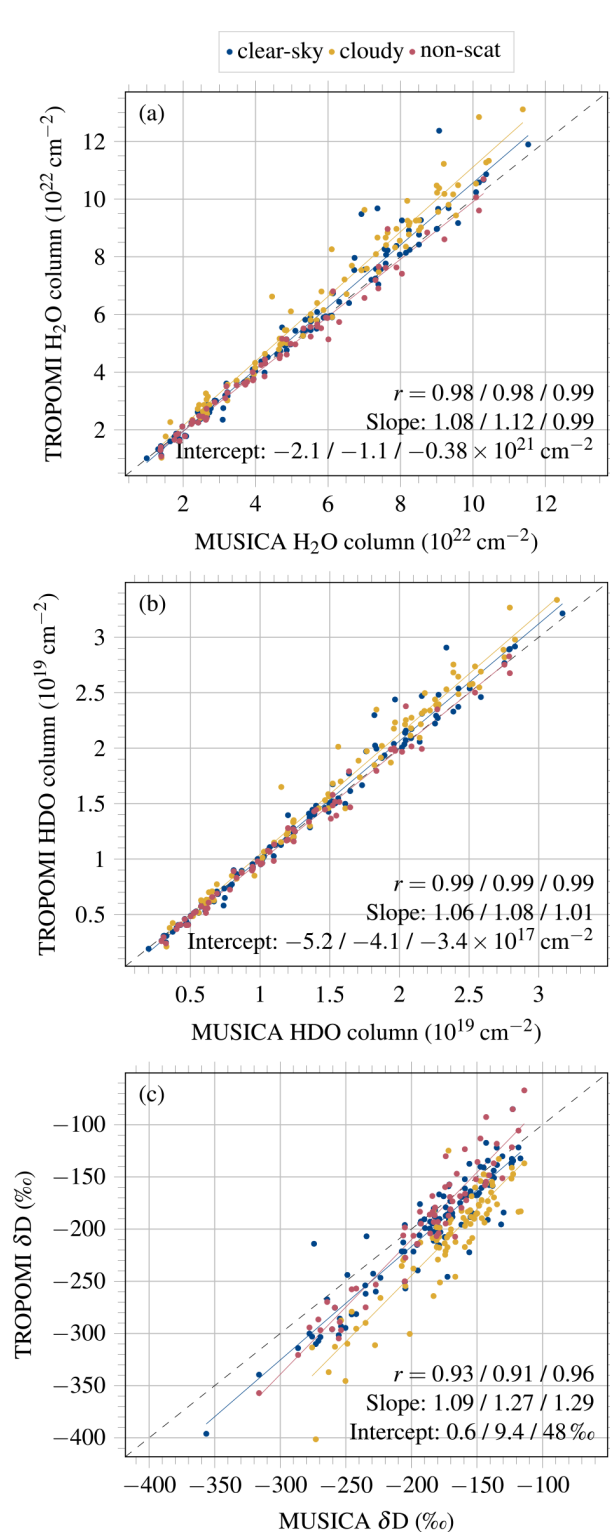 clear-sky cloudy non-scat
(a)
TROPOMI H₂O column (10²² cm⁻²)
12
10
8
6
4
2
r = 0.98 / 0.98 / 0.99
Slope: 1.08 / 1.12 / 0.99
Intercept: −2.1 / −1.1 / −0.38 × 10²¹ cm⁻²
2 4 6 8 10 12
MUSICA H₂O column (10²² cm⁻²)
(b)
TROPOMI HDO column (10¹⁹ cm⁻²)
3
2.5
2
1.5
1
0.5
r = 0.99 / 0.99 / 0.99
Slope: 1.06 / 1.08 / 1.01
Intercept: −5.2 / −4.1 / −3.4 × 10¹⁷ cm⁻²
0.5 1 1.5 2 2.5 3
MUSICA HDO column (10¹⁹ cm⁻²)
(c)
TROPOMI δD (‰)
−100
−150
−200
−250
−300
−350
−400
r = 0.93 / 0.91 / 0.96
Slope: 1.09 / 1.27 / 1.29
Intercept: 0.6 / 9.4 / 48 ‰
−400 −350 −300 −250 −200 −150 −100
MUSICA δD (‰)